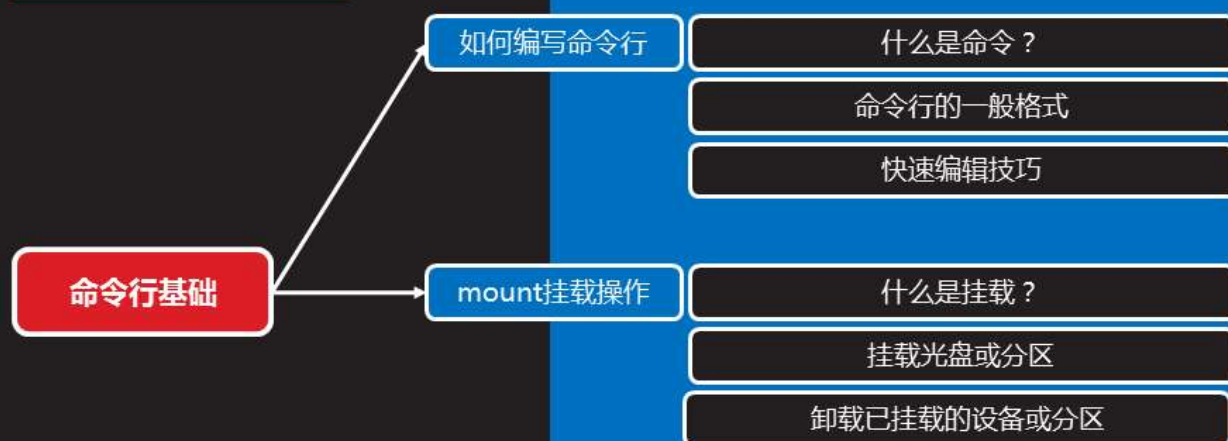 如何编写命令行
什么是命令？
命令行的一般格式
快速编辑技巧
命令行基础
mount挂载操作
什么是挂载？
挂载光盘或分区
卸载已挂载的设备或分区